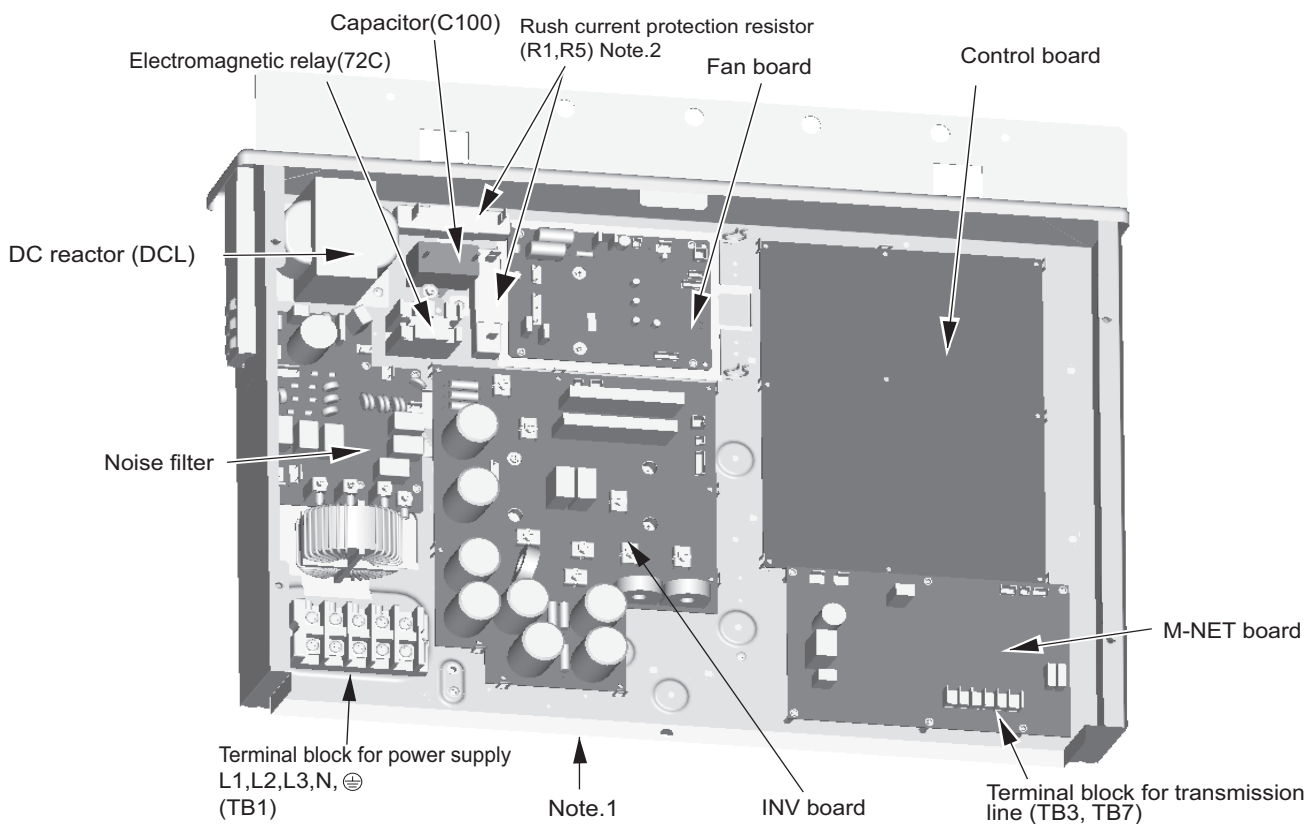 Capacitor(C100)
Rush current protection resistor
(R1,R5) Note.2
Electromagnetic relay(72C)
Fan board
Control board
DC reactor (DCL)
Noise filter
M-NET board
Terminal block for power supply
L1,L2,L3,N, ⏚
(TB1)
Note.1
INV board
Terminal block for transmission
line (TB3, TB7)